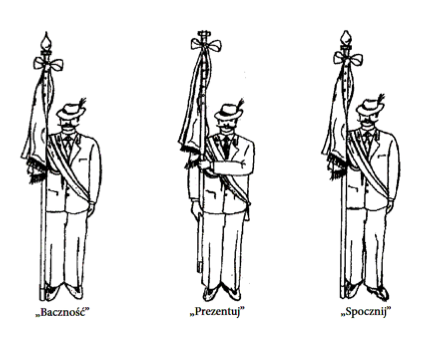 „Baczność”
„Prezentuj”
„Spocznij”